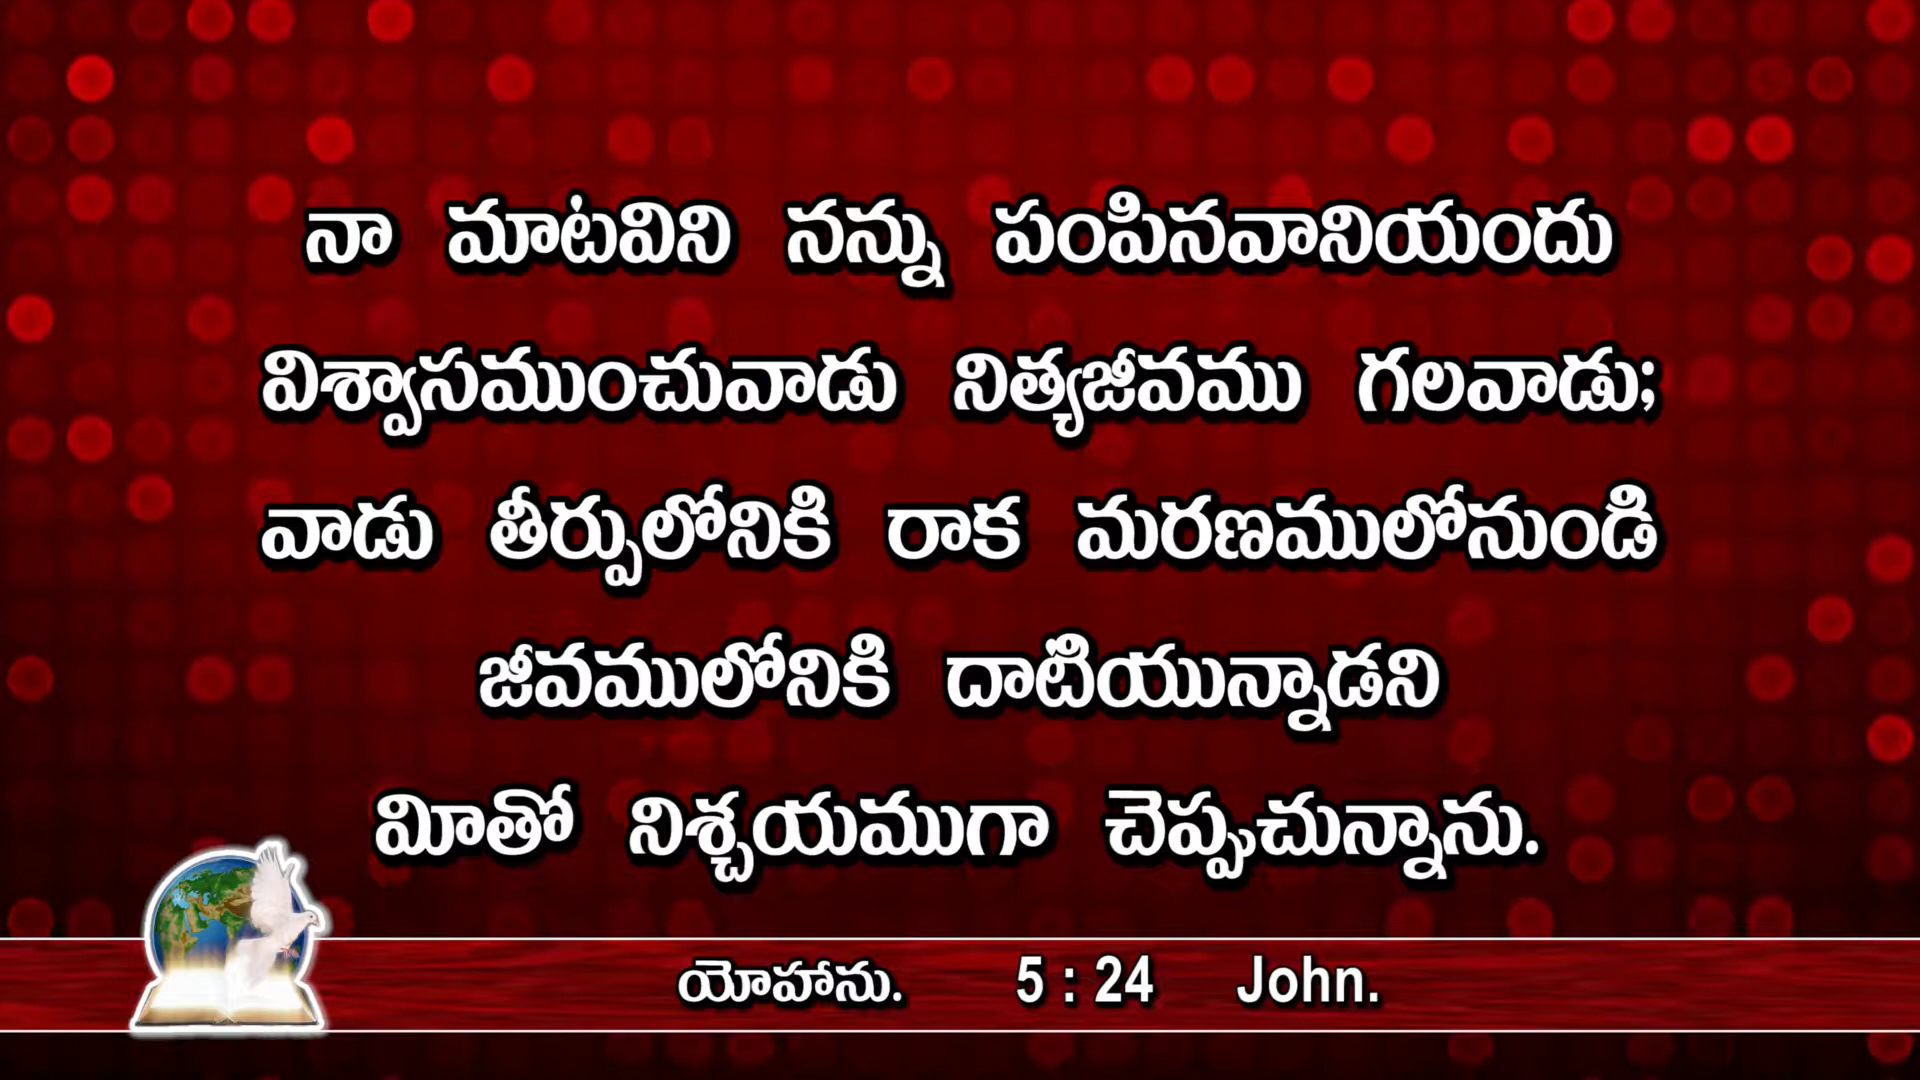 నా మాటవిని నన్ను పంపినవానియందు
విశ్వాసముంచువాడు నిత్యజీవము గలవాడు;
వాడు తీర్పులోనికి రాక మరణములోనుండి
జీవములోనికి దాటియున్నాడని
మీతో నిశ్చయముగా చెప్పుచున్నాను.
యోహాను. 5 : 24 John.